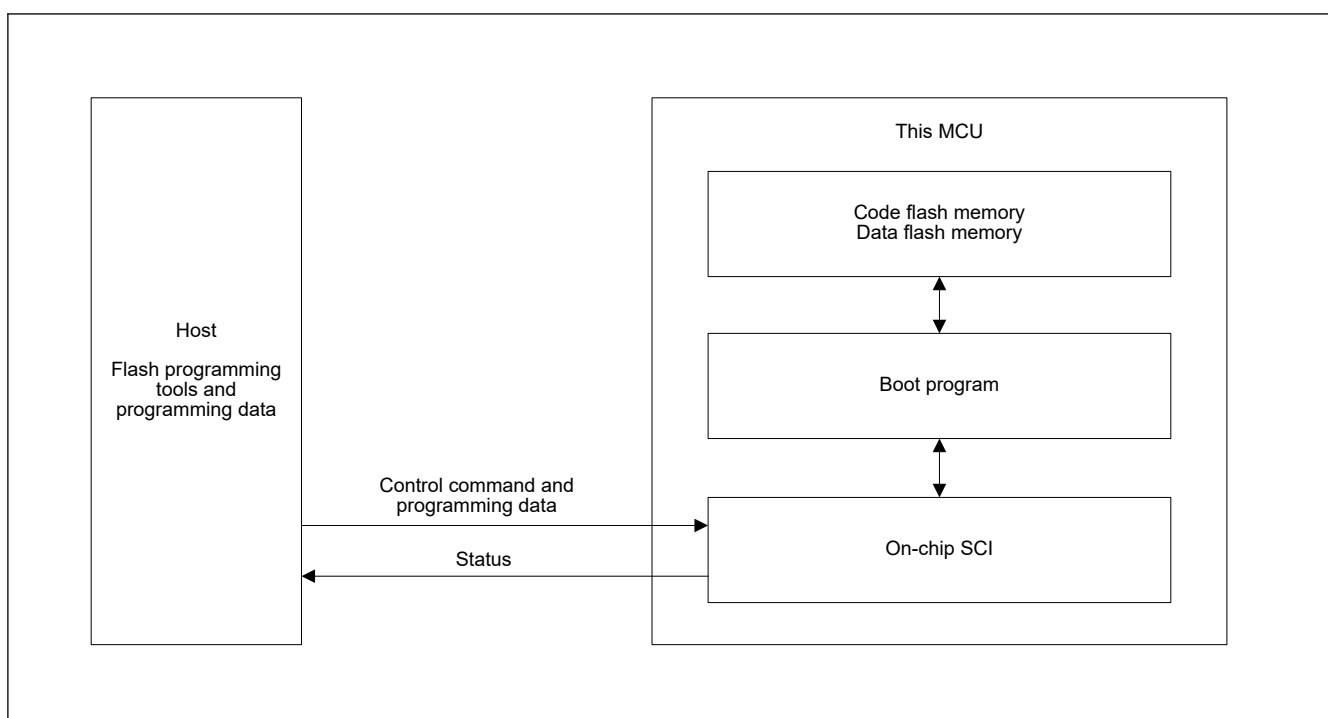 Host
Flash programming
tools and
programming data
Control command and
programming data
Status
This MCU
Code flash memory
Data flash memory
Boot program
On-chip SCI